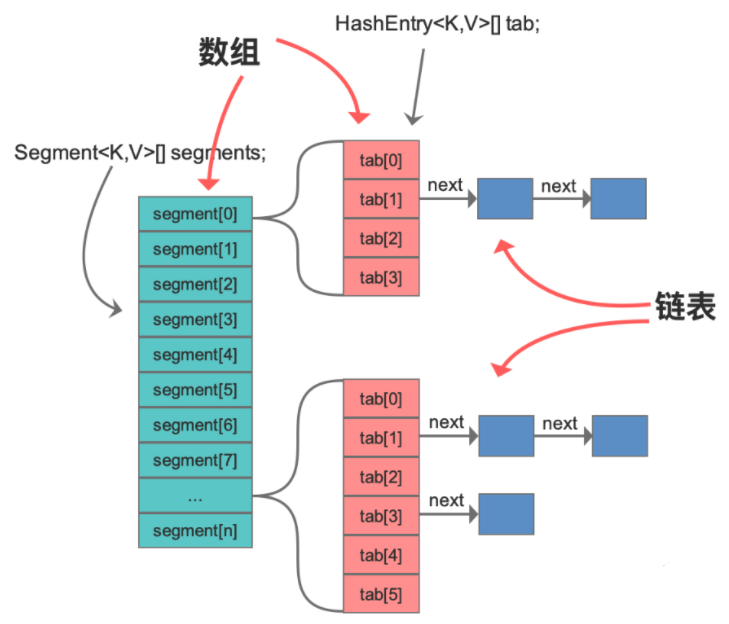 HashEntry<K,V>[] tab;
数组
Segment<K,V>[] segments;
segment[0]
segment[1]
segment[2]
segment[3]
segment[4]
segment[5]
segment[6]
segment[7]
...
segment[n]
tab[0]
tab[1]
tab[2]
tab[3]
next
next
链表
tab[0]
tab[1]
tab[2]
tab[3]
tab[4]
tab[5]
next
next
next